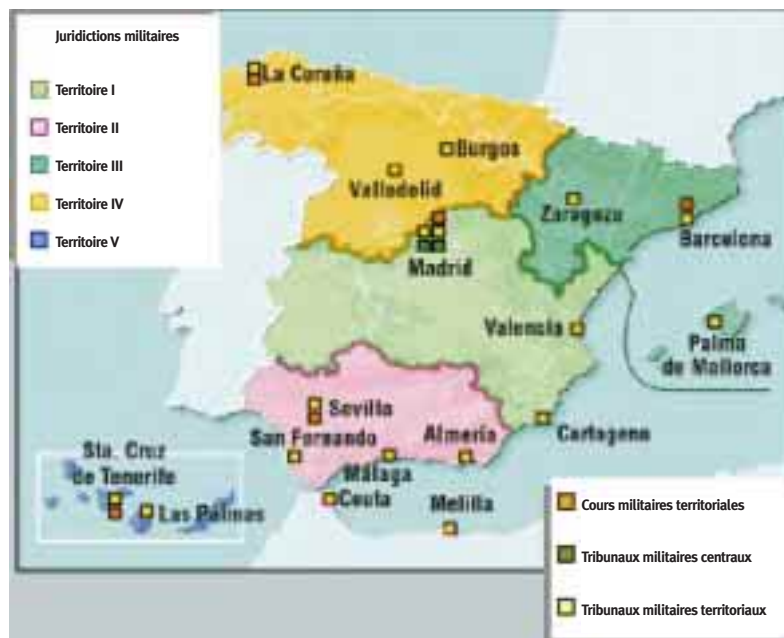 Juridictions militaires
Territoire I
Territoire II
Territoire III
Territoire IV
Territoire V
La Coruña
Burgos
Valladolid
Zaragoza
Barcelona
Madrid
Valencia
Palma
de Mallorca
Sevilla
San Fernando
Almería
Cartagena
Málaga
Sta. Cruz
de Tenerife
Ceuta
Melilla
Las Palmas
Cours militaires territoriales
Tribunaux militaires centraux
Tribunaux militaires territoriaux